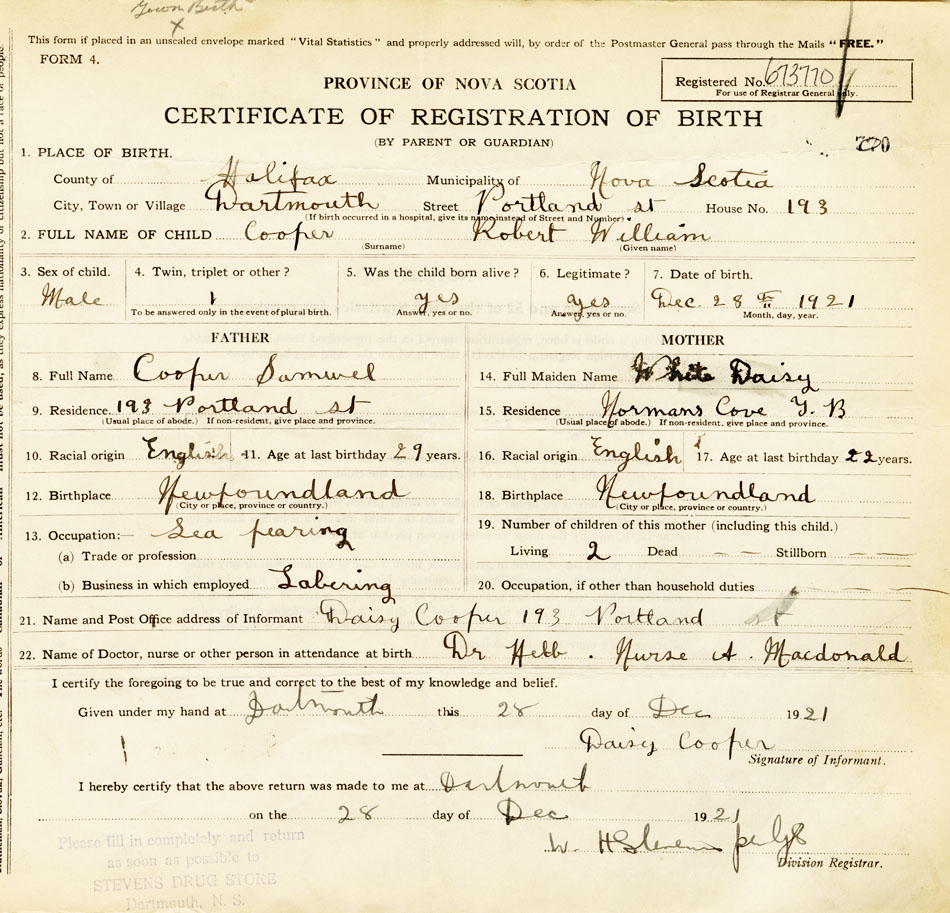 Town Birth
X
This form if placed in an unsealed envelope marked "Vital Statistics" and properly addressed will, by order of the Postmaster General pass through the Mails "FREE."
FORM 4.
PROVINCE OF NOVA SCOTIA
Registered No. 673770
For use of Registrar General only.
CERTIFICATE OF REGISTRATION OF BIRTH
(BY PARENT OR GUARDIAN)
770
1. PLACE OF BIRTH.
County of Halifax Municipality of Nova Scotia
City, Town or Village Dartmouth Street Portland st House No. 193
(If birth occurred in a hospital, give its name instead of Street and Number)
2. FULL NAME OF CHILD Cooper Robert William
(Surname) (Given name)
3. Sex of child. 4. Twin, triplet or other? 5. Was the child born alive? 6. Legitimate? 7. Date of birth.
Male 1 yes yes Dec. 28th 1921
To be answered only in the event of plural birth. Answer, yes or no. Answer, yes or no. Month, day, year.
FATHER MOTHER
8. Full Name Cooper Samuel 14. Full Maiden Name White Daisy
9. Residence. 193 Portland st 15. Residence Normans Cove T. B
(Usual place of abode.) If non-resident, give place and province. (Usual place of abode.) If non-resident, give place and province.
10. Racial origin English 11. Age at last birthday 29 years. 16. Racial origin English 17. Age at last birthday 22 years.
12. Birthplace Newfoundland 18. Birthplace Newfoundland
(City or place, province or country.) (City or place, province or country.)
13. Occupation:— Sea fearing 19. Number of children of this mother (including this child.)
(a) Trade or profession Living 2 Dead — — Stillborn — —
(b) Business in which employed Labering 20. Occupation, if other than household duties
21. Name and Post Office address of Informant Daisy Cooper 193 Portland st
22. Name of Doctor, nurse or other person in attendance at birth Dr Hebb . Nurse A . Macdonald
I certify the foregoing to be true and correct to the best of my knowledge and belief.
Given under my hand at Dartmouth this 28 day of Dec 1921
Daisy Cooper
Signature of Informant.
I hereby certify that the above return was made to me at Dartmouth
on the 28 day of Dec 1921
W. H Stevens per
Division Registrar.
Please fill in completely and return
as soon as possible to
STEVENS DRUG STORE
Dartmouth, N. S.